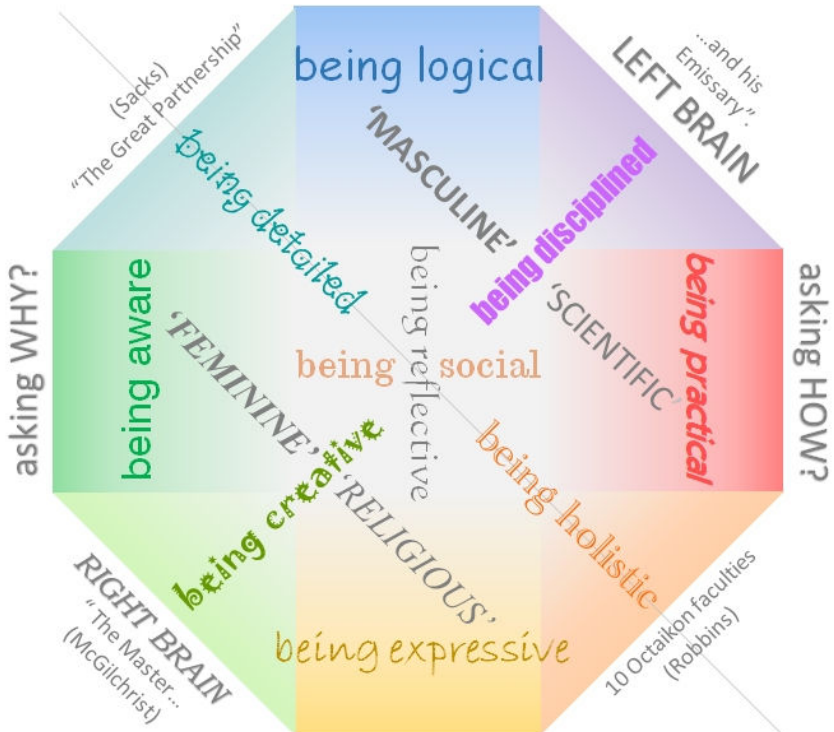 being logical
(Sacks)
"The Great Partnership"
...and his
Emissary".
LEFT BRAIN
being detailed
'MASCULINE'
being disciplined
asking WHY?
being aware
'FEMININE'
being reflective
being social
'SCIENTIFIC'
being practical
asking HOW?
being creative
'RELIGIOUS'
being holistic
RIGHT BRAIN
"The Master...
(McGilchrist)
being expressive
10 Octaikon faculties
(Robbins)